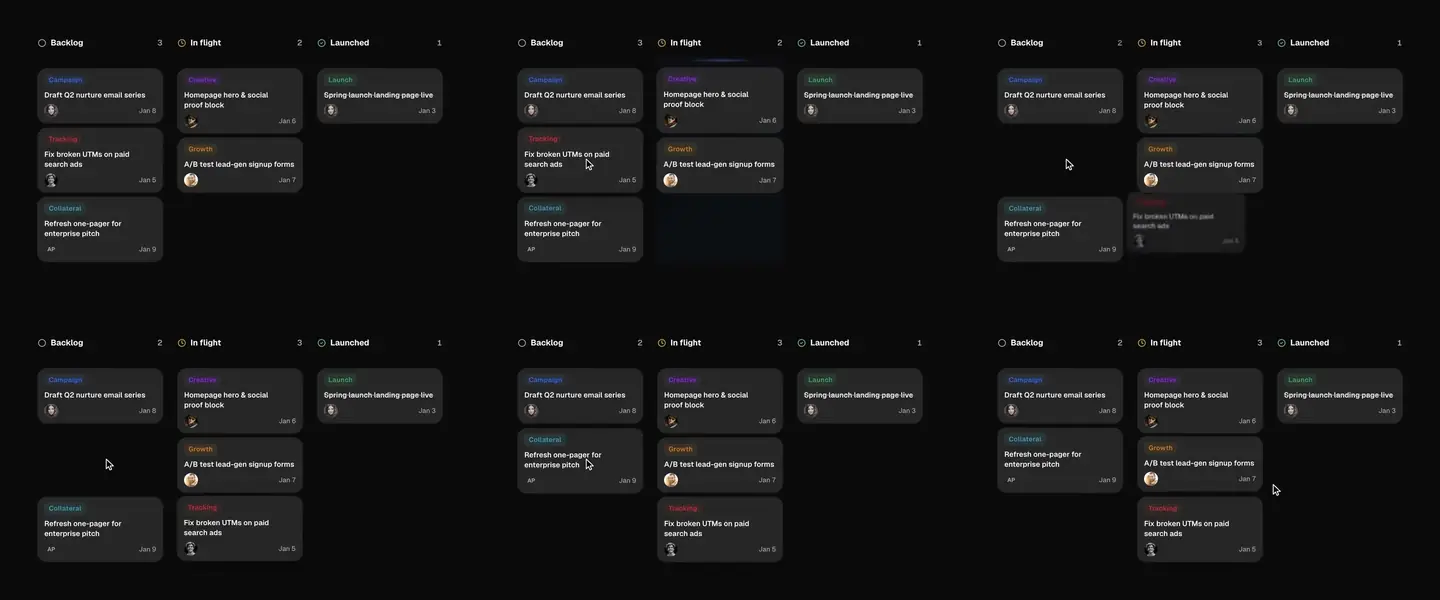 Backlog 3
Campaign
Draft Q2 nurture email series
Jan 8
Tracking
Fix broken UTMs on paid
search ads
Jan 5
Collateral
Refresh one-pager for
enterprise pitch
AP Jan 9
In flight 2
Creative
Homepage hero & social
proof block
Jan 6
Growth
A/B test lead-gen signup forms
Jan 7
Launched 1
Launch
Spring launch landing page live
Jan 3
Backlog 3
Campaign
Draft Q2 nurture email series
Jan 8
Tracking
Fix broken UTMs on paid
search ads
Jan 5
Collateral
Refresh one-pager for
enterprise pitch
AP Jan 9
In flight 2
Creative
Homepage hero & social
proof block
Jan 6
Growth
A/B test lead-gen signup forms
Jan 7
Launched 1
Launch
Spring launch landing page live
Jan 3
Backlog 2
Campaign
Draft Q2 nurture email series
Jan 8
Collateral
Refresh one-pager for
enterprise pitch
AP Jan 9
In flight 3
Creative
Homepage hero & social
proof block
Jan 6
Growth
A/B test lead-gen signup forms
Jan 7
Fix broken UTMs on paid
search ads
Launched 1
Launch
Spring launch landing page live
Jan 3
Backlog 2
Campaign
Draft Q2 nurture email series
Jan 8
Collateral
Refresh one-pager for
enterprise pitch
AP Jan 9
In flight 3
Creative
Homepage hero & social
proof block
Jan 6
Growth
A/B test lead-gen signup forms
Jan 7
Tracking
Fix broken UTMs on paid
search ads
Jan 5
Launched 1
Launch
Spring launch landing page live
Jan 3
Backlog 2
Campaign
Draft Q2 nurture email series
Jan 8
Collateral
Refresh one-pager for
enterprise pitch
AP Jan 9
In flight 3
Creative
Homepage hero & social
proof block
Jan 6
Growth
A/B test lead-gen signup forms
Jan 7
Tracking
Fix broken UTMs on paid
search ads
Jan 5
Launched 1
Launch
Spring launch landing page live
Jan 3
Backlog 2
Campaign
Draft Q2 nurture email series
Jan 8
Collateral
Refresh one-pager for
enterprise pitch
AP Jan 9
In flight 3
Creative
Homepage hero & social
proof block
Jan 6
Growth
A/B test lead-gen signup forms
Jan 7
Tracking
Fix broken UTMs on paid
search ads
Jan 5
Launched 1
Launch
Spring launch landing page live
Jan 3